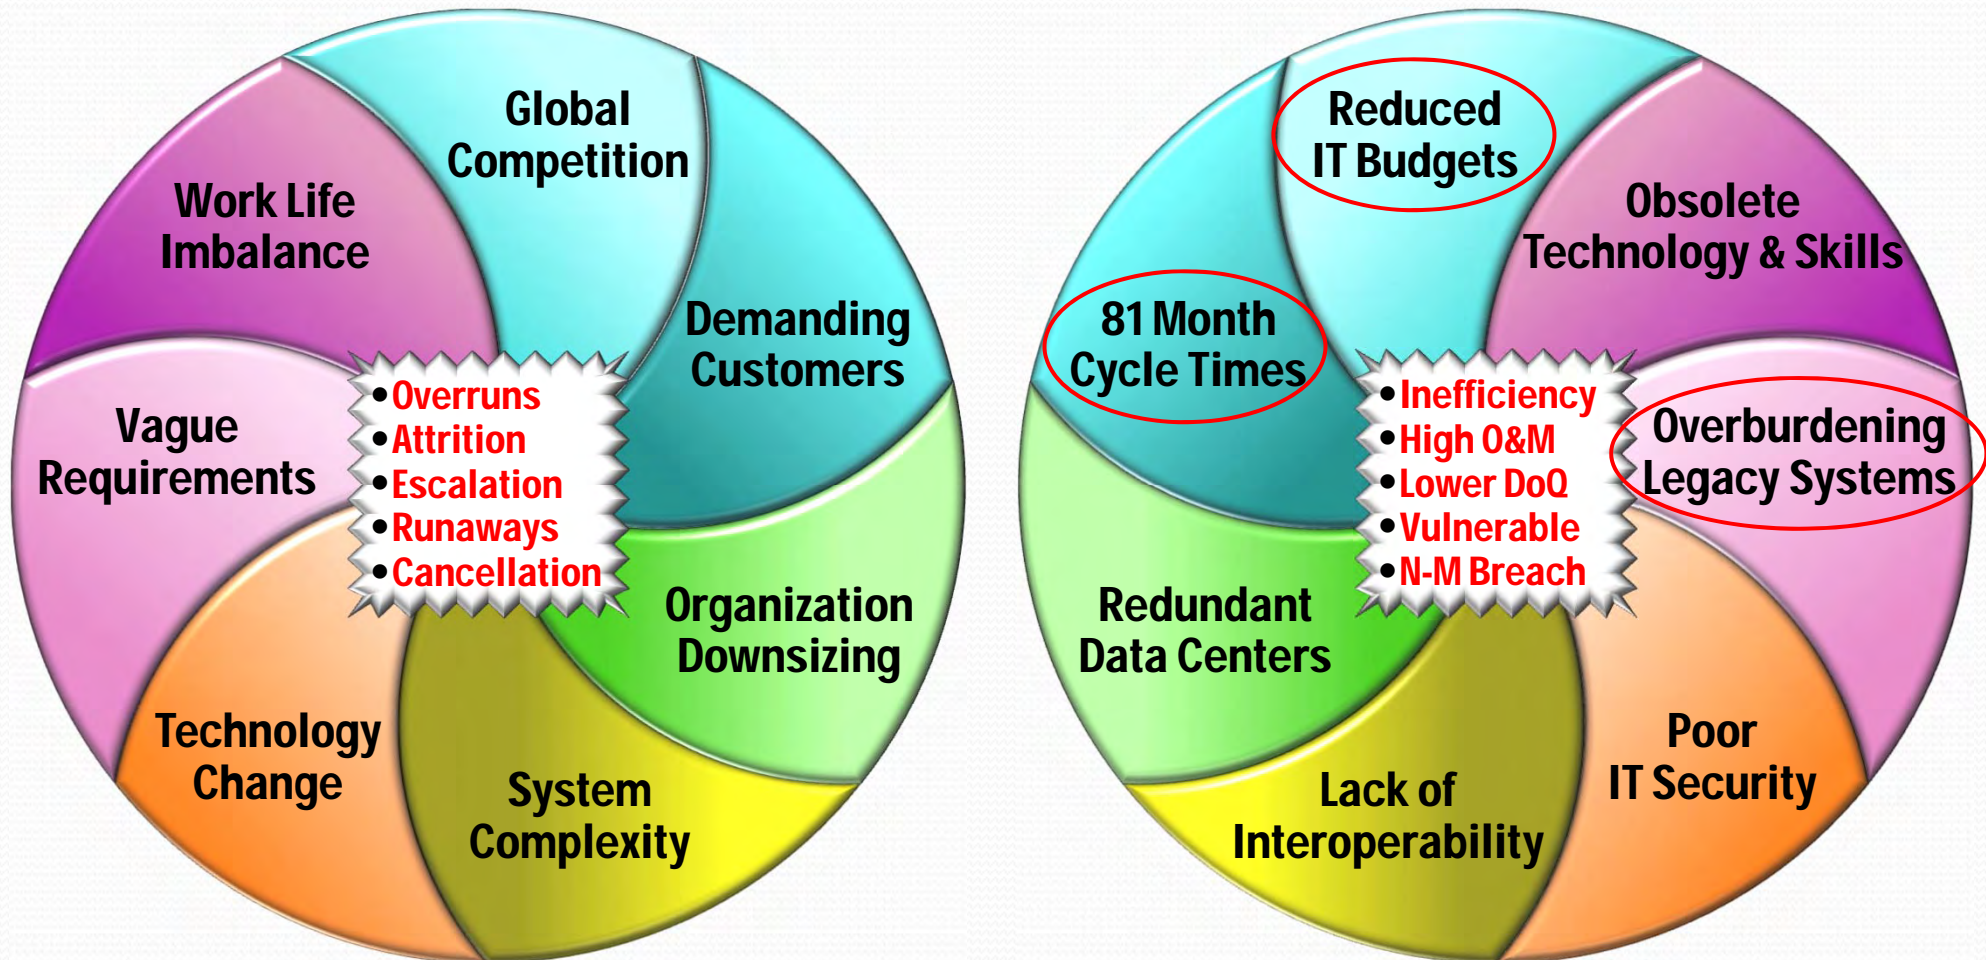 Global
Competition
Demanding
Customers
Organization
Downsizing
System
Complexity
Technology
Change
Vague
Requirements
Work Life
Imbalance
•Overruns
•Attrition
•Escalation
•Runaways
•Cancellation
Reduced
IT Budgets
Obsolete
Technology & Skills
Overburdening
Legacy Systems
Poor
IT Security
Lack of
Interoperability
Redundant
Data Centers
81 Month
Cycle Times
•Inefficiency
•High O&M
•Lower DoQ
•Vulnerable
•N-M Breach